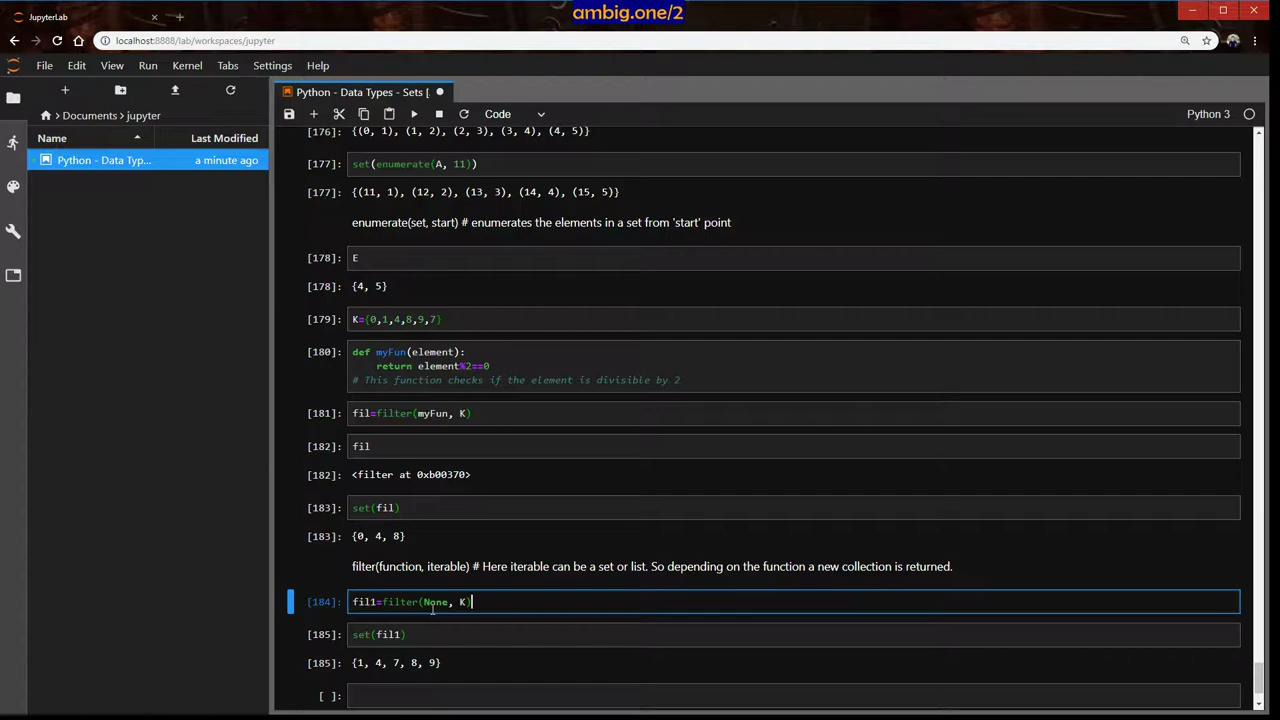 ambig.one/2
JupyterLab
localhost:8888/lab/workspaces/jupyter
File Edit View Run Kernel Tabs Settings Help
Python - Data Types - Sets [
Documents jupyter
Code
Python 3
Name Last Modified
Python - Data Typ... a minute ago
[176]: {(0, 1), (1, 2), (2, 3), (3, 4), (4, 5)}
[177]: set(enumerate(A, 11))
[177]: {(11, 1), (12, 2), (13, 3), (14, 4), (15, 5)}
enumerate(set, start) # enumerates the elements in a set from 'start' point
[178]: E
[178]: {4, 5}
[179]: K={0,1,4,8,9,7}
[180]: def myFun(element):
return element%2==0
# This function checks if the element is divisible by 2
[181]: fil=filter(myFun, K)
[182]: fil
[182]: <filter at 0xb00370>
[183]: set(fil)
[183]: {0, 4, 8}
filter(function, iterable) # Here iterable can be a set or list. So depending on the function a new collection is returned.
[184]: fil1=filter(None, K)
[185]: set(fil1)
[185]: {1, 4, 7, 8, 9}
[ ]: